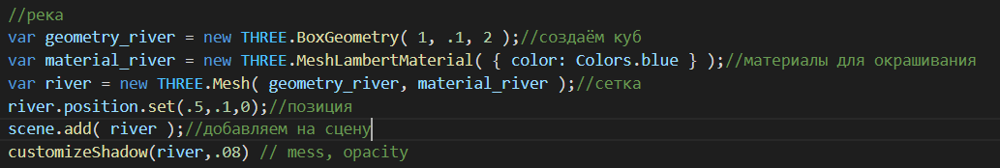 //река
var geometry_river = new THREE.BoxGeometry( 1, .1, 2 );//создаём куб
var material_river = new THREE.MeshLambertMaterial( { color: Colors.blue } );//материалы для окрашивания
var river = new THREE.Mesh( geometry_river, material_river );//сетка
river.position.set(.5,.1,0);//позиция
scene.add( river );//добавляем на сцену
customizeShadow(river,.08) // mess, opacity